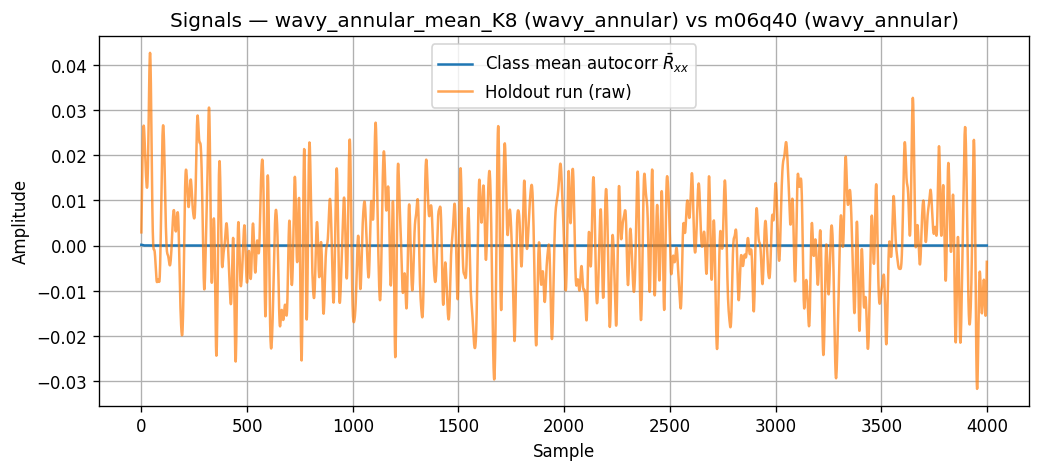 Signals — wavy_annular_mean_K8 (wavy_annular) vs m06q40 (wavy_annular)
Class mean autocorr R̄xx
Holdout run (raw)
Amplitude
0.04
0.03
0.02
0.01
0.00
−0.01
−0.02
−0.03
0 500 1000 1500 2000 2500 3000 3500 4000
Sample